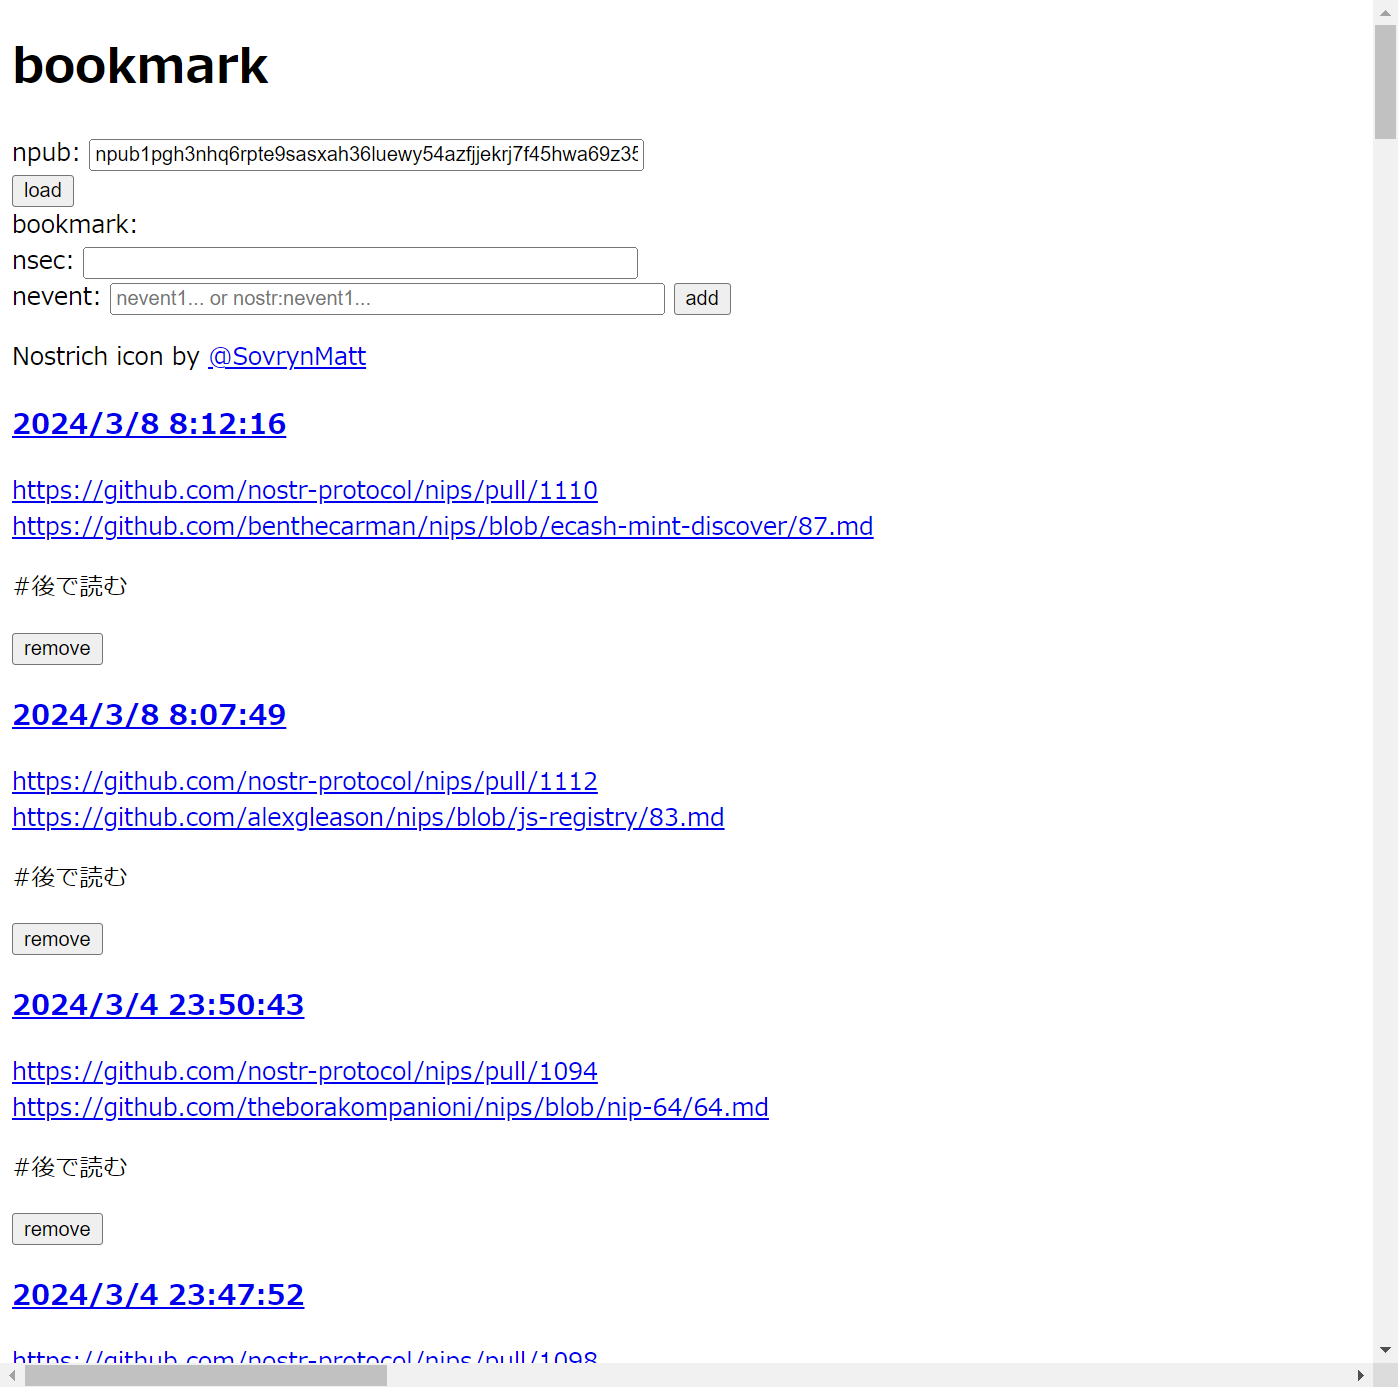 bookmark
npub: npub1pgh3nhq6rpte9sasxah36luewy54azfjjekrj7f45hwa69z35
load
bookmark:
nsec:
nevent: nevent1... or nostr:nevent1... add
Nostrich icon by @SovrynMatt
2024/3/8 8:12:16
https://github.com/nostr-protocol/nips/pull/1110
https://github.com/benthecarman/nips/blob/ecash-mint-discover/87.md
#後で読む
remove
2024/3/8 8:07:49
https://github.com/nostr-protocol/nips/pull/1112
https://github.com/alexgleason/nips/blob/js-registry/83.md
#後で読む
remove
2024/3/4 23:50:43
https://github.com/nostr-protocol/nips/pull/1094
https://github.com/theborakompanioni/nips/blob/nip-64/64.md
#後で読む
remove
2024/3/4 23:47:52
https://github.com/nostr-protocol/nips/pull/1098